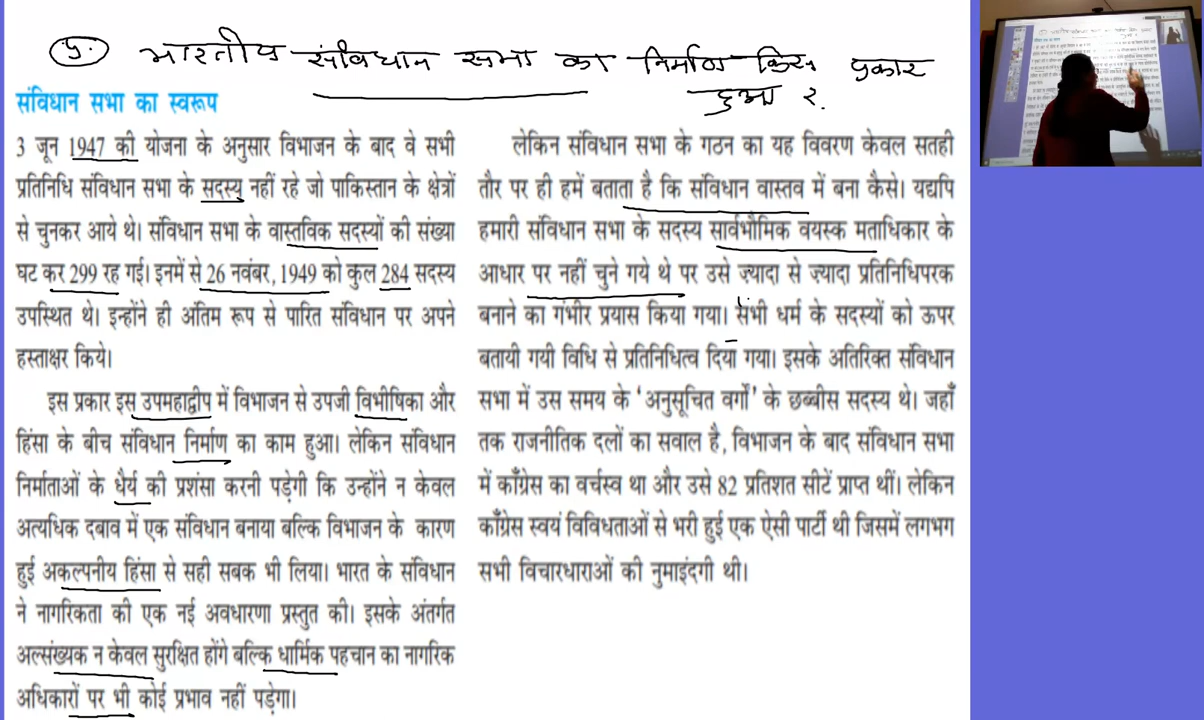 5. भारतीय संविधान सभा का निर्माण किस प्रकार
हुआ ?
संविधान सभा का स्वरूप
3 जून 1947 की योजना के अनुसार विभाजन के बाद वे सभी
प्रतिनिधि संविधान सभा के सदस्य नहीं रहे जो पाकिस्तान के क्षेत्रों
से चुनकर आये थे। संविधान सभा के वास्तविक सदस्यों की संख्या
घट कर 299 रह गई। इनमें से 26 नवंबर, 1949 को कुल 284 सदस्य
उपस्थित थे। इन्होंने ही अंतिम रूप से पारित संविधान पर अपने
हस्ताक्षर किये।
इस प्रकार इस उपमहाद्वीप में विभाजन से उपजी विभीषिका और
हिंसा के बीच संविधान निर्माण का काम हुआ। लेकिन संविधान
निर्माताओं के धैर्य की प्रशंसा करनी पड़ेगी कि उन्होंने न केवल
अत्यधिक दबाव में एक संविधान बनाया बल्कि विभाजन के कारण
हुई अकल्पनीय हिंसा से सही सबक भी लिया। भारत के संविधान
ने नागरिकता की एक नई अवधारणा प्रस्तुत की। इसके अंतर्गत
अल्संख्यक न केवल सुरक्षित होंगे बल्कि धार्मिक पहचान का नागरिक
अधिकारों पर भी कोई प्रभाव नहीं पड़ेगा।
लेकिन संविधान सभा के गठन का यह विवरण केवल सतही
तौर पर ही हमें बताता है कि संविधान वास्तव में बना कैसे। यद्यपि
हमारी संविधान सभा के सदस्य सार्वभौमिक वयस्क मताधिकार के
आधार पर नहीं चुने गये थे पर उसे ज़्यादा से ज़्यादा प्रतिनिधिपरक
बनाने का गंभीर प्रयास किया गया। सभी धर्म के सदस्यों को ऊपर
बतायी गयी विधि से प्रतिनिधित्व दिया गया। इसके अतिरिक्त संविधान
सभा में उस समय के ‘अनुसूचित वर्गों’ के छब्बीस सदस्य थे। जहाँ
तक राजनीतिक दलों का सवाल है, विभाजन के बाद संविधान सभा
में काँग्रेस का वर्चस्व था और उसे 82 प्रतिशत सीटें प्राप्त थीं। लेकिन
काँग्रेस स्वयं विविधताओं से भरी हुई एक ऐसी पार्टी थी जिसमें लगभग
सभी विचारधाराओं की नुमाइंदगी थी।